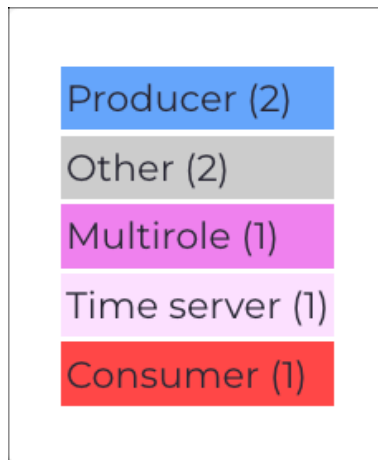 Producer (2)
Other (2)
Multirole (1)
Time server (1)
Consumer (1)